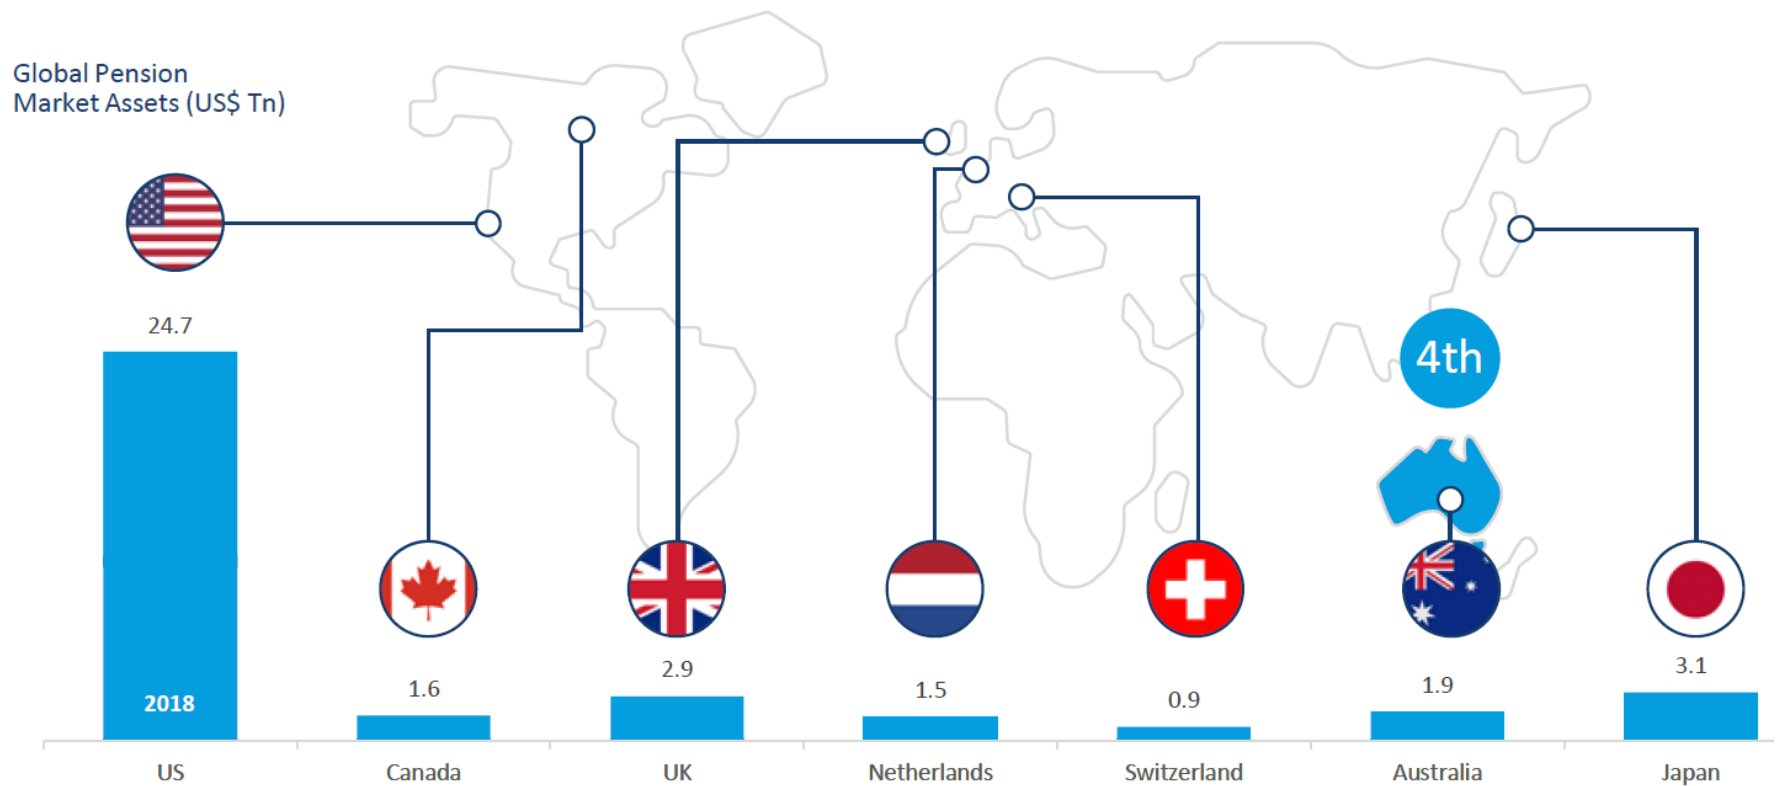 Global Pension
Market Assets (US$ Tn)
24.7
4th
2018
1.6
2.9
1.5
0.9
1.9
3.1
US
Canada
UK
Netherlands
Switzerland
Australia
Japan